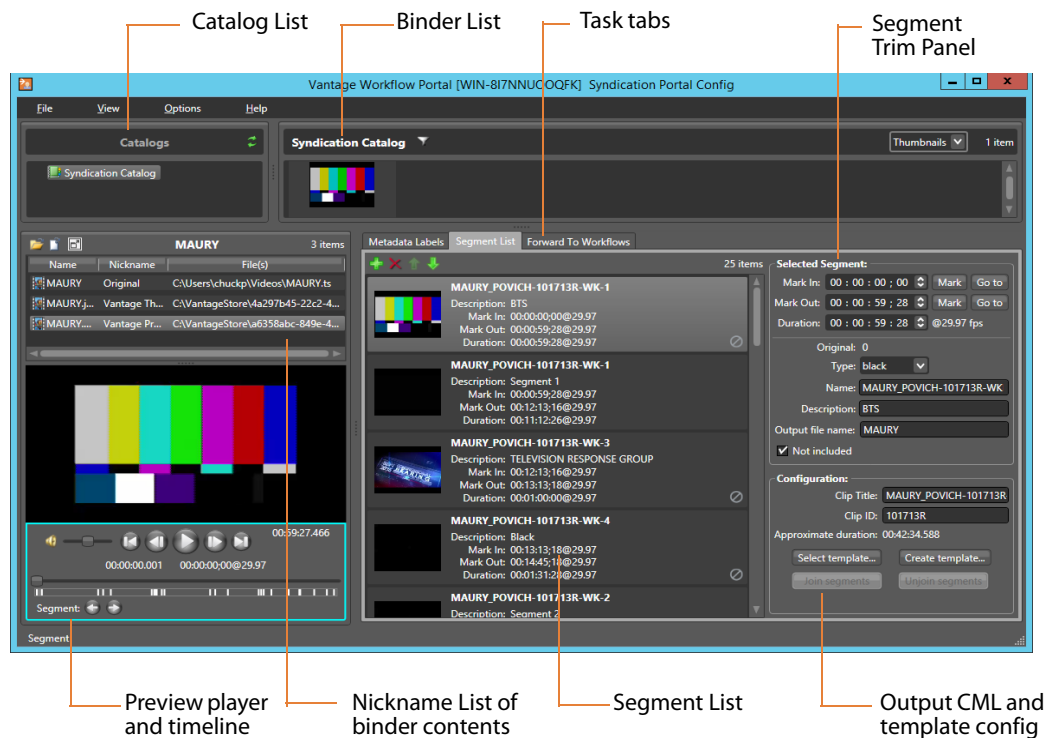 Catalog List
Binder List
Task tabs
Segment
Trim Panel
Vantage Workflow Portal [WIN-8I7NNUOOQFK] Syndication Portal Config
File View Options Help
Catalogs
Syndication Catalog
Syndication Catalog
Thumbnails
1 item
MAURY
3 items
Name Nickname File(s)
MAURY Original C:\Users\chuckp\Videos\MAURY.ts
MAURY.j... Vantage Th... C:\VantageStore\4a297b45-22c2-4...
MAURY.... Vantage Pr... C:\VantageStore\a6358abc-849e-4...
00:59:27.466
00:00:00.001 00:00:00;00@29.97
Segment:
Segment
Metadata Labels Segment List Forward To Workflows
25 items
MAURY_POVICH-101713R-WK-1
Description: BTS
Mark In: 00:00:00;00@29.97
Mark Out: 00:00:59;28@29.97
Duration: 00:00:59:28@29.97
MAURY_POVICH-101713R-WK-1
Description: Segment 1
Mark In: 00:00:59;28@29.97
Mark Out: 00:12:13;16@29.97
Duration: 00:11:12:26@29.97
MAURY_POVICH-101713R-WK-3
Description: TELEVISION RESPONSE GROUP
Mark In: 00:12:13;16@29.97
Mark Out: 00:13:13;18@29.97
Duration: 00:01:00:00@29.97
MAURY_POVICH-101713R-WK-4
Description: Black
Mark In: 00:13:13;18@29.97
Mark Out: 00:14:45;18@29.97
Duration: 00:01:31:28@29.97
MAURY_POVICH-101713R-WK-2
Description: Segment 2
Selected Segment:
Mark In: 00 : 00 : 00 ; 00 Mark Go to
Mark Out: 00 : 00 : 59 ; 28 Mark Go to
Duration: 00 : 00 : 59 : 28 @29.97 fps
Original: 0
Type: black
Name: MAURY_POVICH-101713R-WK
Description: BTS
Output file name: MAURY
Not included
Configuration:
Clip Title: MAURY_POVICH-101713R
Clip ID: 101713R
Approximate duration: 00:42:34.588
Select template... Create template...
Join segments Unjoin segments
Preview player
and timeline
Nickname List of
binder contents
Segment List
Output CML and
template config